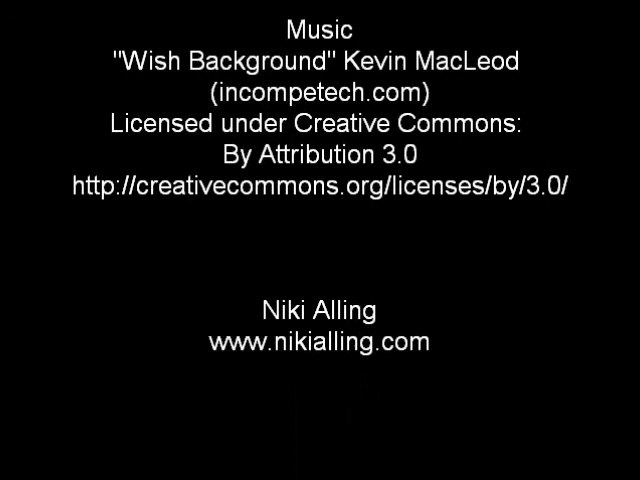 Music
"Wish Background" Kevin MacLeod
(incompetech.com)
Licensed under Creative Commons:
By Attribution 3.0
http://creativecommons.org/licenses/by/3.0/
Niki Alling
www.nikialling.com